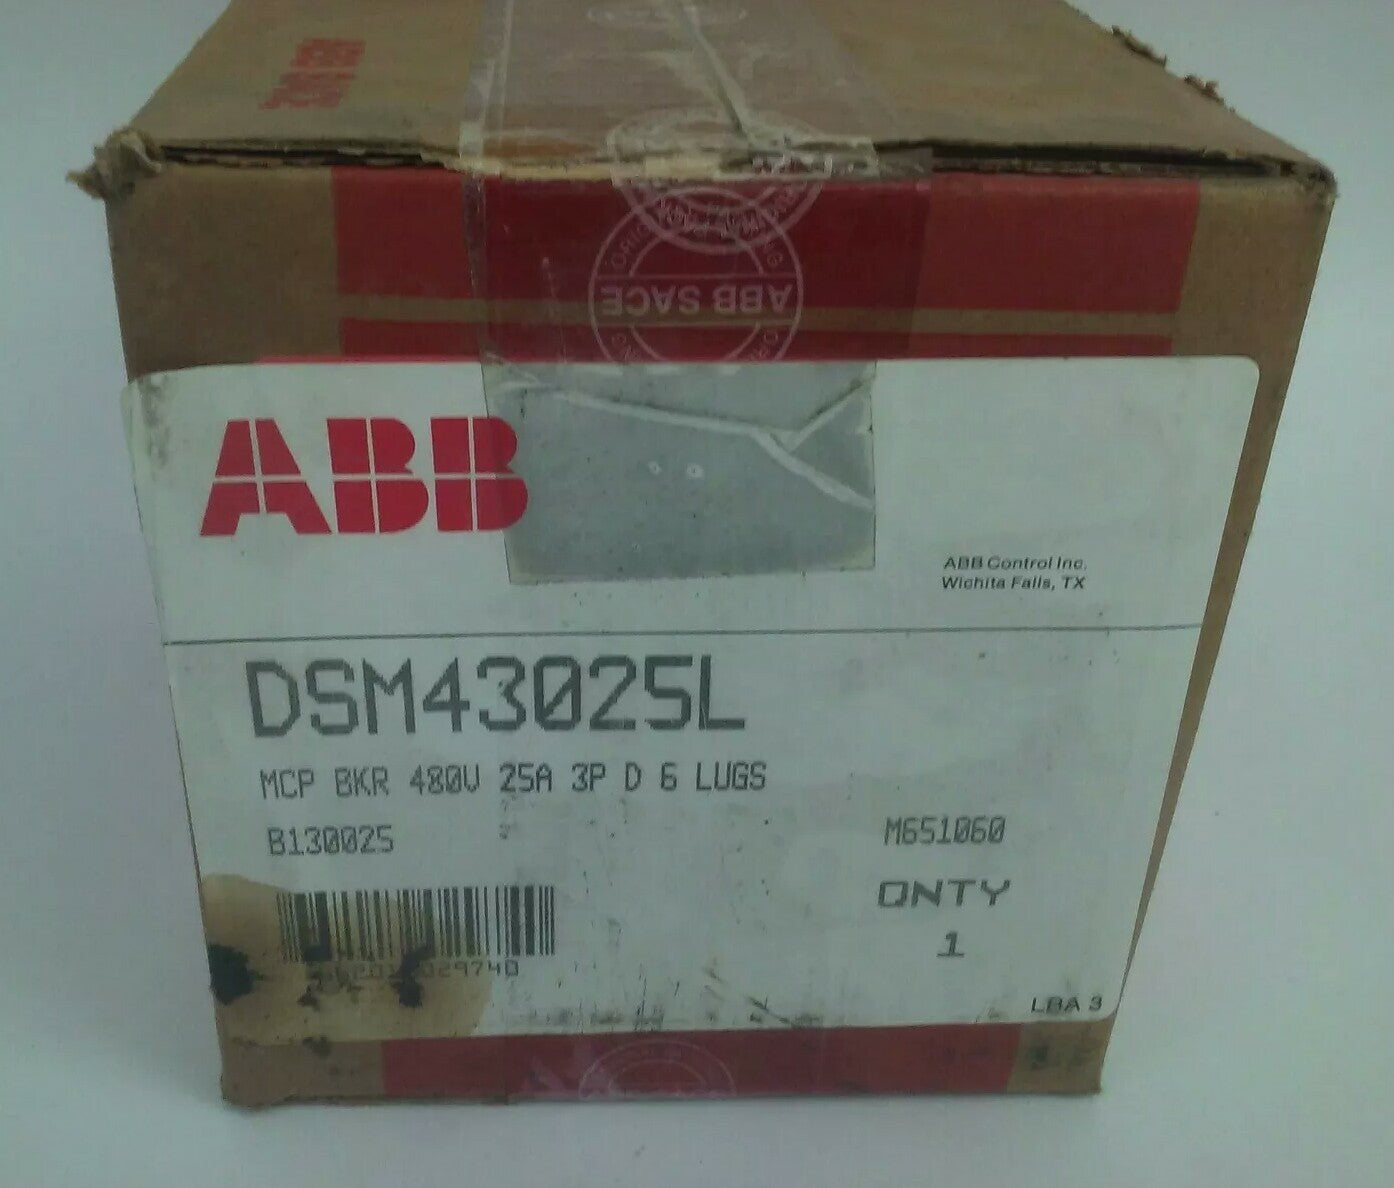 ABB SACE
ABB
ABB Control Inc.
Wichita Falls, TX
DSM43025L
MCP BKR 480V 25A 3P D 6 LUGS
B130025
M651060
QNTY
1
LBA 3